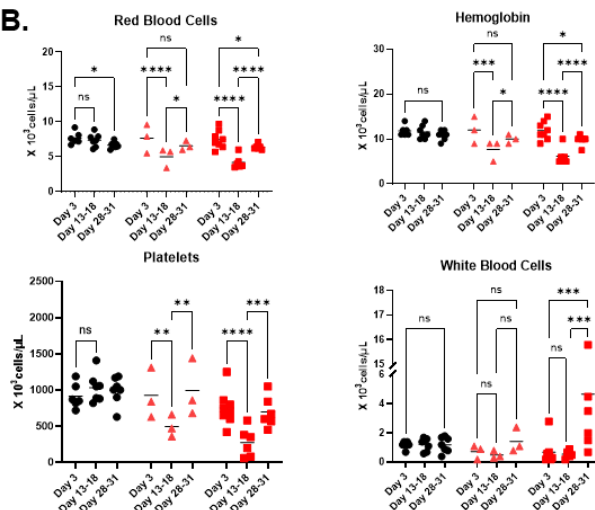 B.
Red Blood Cells
X 10³cells/µL
20
15
10
5
0
*
ns
ns
****
*
*
****
****
Day 3
Day 13-18
Day 28-31
Day 3
Day 13-18
Day 28-31
Day 3
Day 13-18
Day 28-31
Hemoglobin
X 10³cells/µL
30
20
10
0
ns
ns
***
*
*
****
****
Day 3
Day 13-18
Day 28-31
Day 3
Day 13-18
Day 28-31
Day 3
Day 13-18
Day 28-31
Platelets
X 10³cells/µL
2500
2000
1500
1000
500
0
ns
**
**
****
***
Day 3
Day 13-18
Day 28-31
Day 3
Day 13-18
Day 28-31
Day 3
Day 13-18
Day 28-31
White Blood Cells
X 10³cells/µL
18
16
14
6
4
2
0
ns
ns
ns
ns
***
***
ns
Day 3
Day 13-18
Day 28-31
Day 3
Day 13-18
Day 28-31
Day 3
Day 13-18
Day 28-31